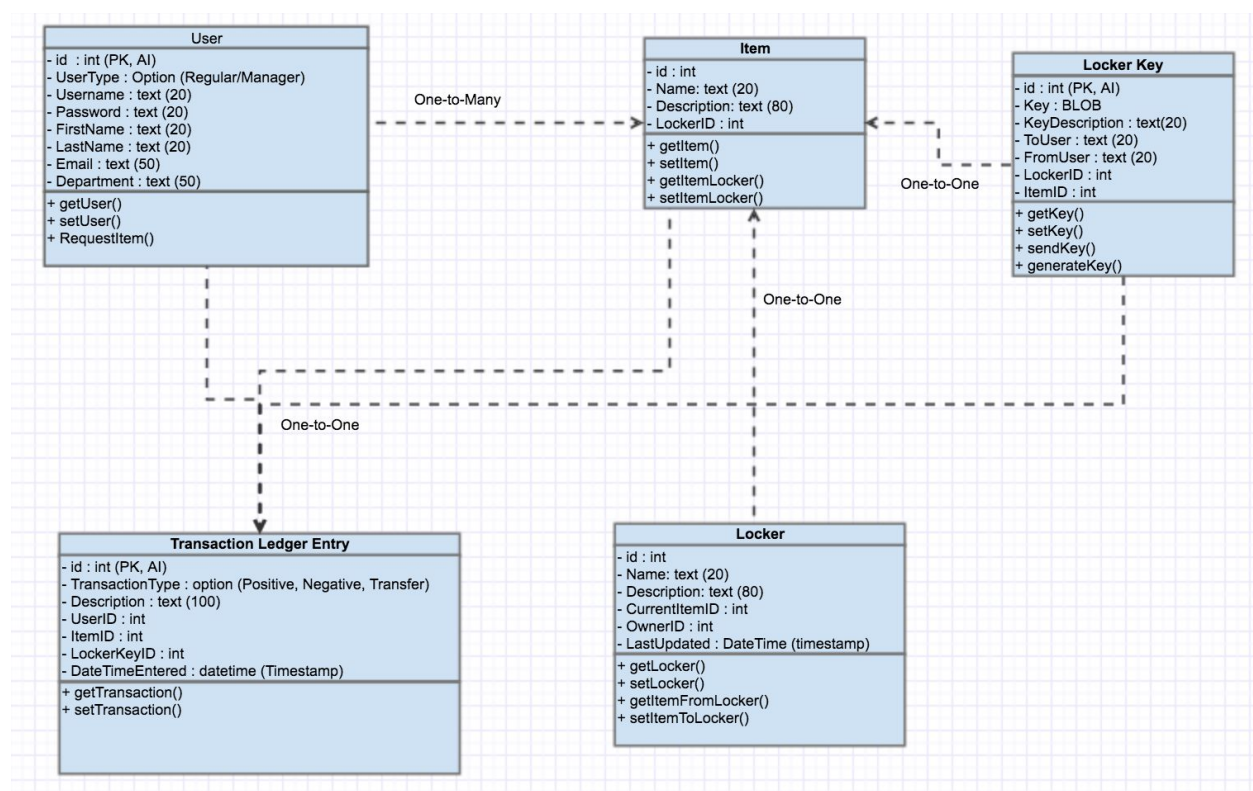 User
- id : int (PK, AI)
- UserType : Option (Regular/Manager)
- Username : text (20)
- Password : text (20)
- FirstName : text (20)
- LastName : text (20)
- Email : text (50)
- Department : text (50)
+ getUser()
+ setUser()
+ RequestItem()
One-to-Many
Item
- id : int
- Name: text (20)
- Description: text (80)
- LockerID : int
+ getItem()
+ setItem()
+ getItemLocker()
+ setItemLocker()
One-to-One
Locker Key
- id : int (PK, AI)
- Key : BLOB
- KeyDescription : text(20)
- ToUser : text (20)
- FromUser : text (20)
- LockerID : int
- ItemID : int
+ getKey()
+ setKey()
+ sendKey()
+ generateKey()
One-to-One
One-to-One
Transaction Ledger Entry
- id : int (PK, AI)
- TransactionType : option (Positive, Negative, Transfer)
- Description : text (100)
- UserID : int
- ItemID : int
- LockerKeyID : int
- DateTimeEntered : datetime (Timestamp)
+ getTransaction()
+ setTransaction()
Locker
- id : int
- Name: text (20)
- Description: text (80)
- CurrentItemID : int
- OwnerID : int
- LastUpdated : DateTime (timestamp)
+ getLocker()
+ setLocker()
+ getItemFromLocker()
+ setItemToLocker()